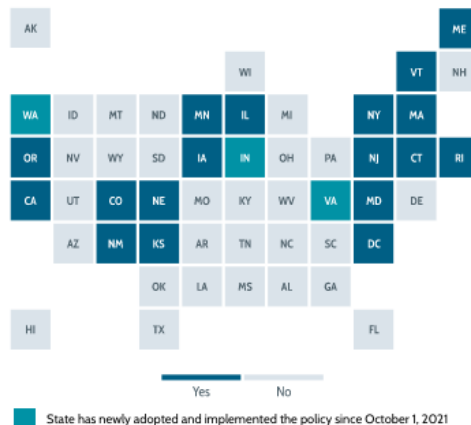 AK ME
WI VT NH
WA ID MT ND MN IL MI NY MA
OR NV WY SD IA IN OH PA NJ CT RI
CA UT CO NE MO KY WV VA MD DE
AZ NM KS AR TN NC SC DC
OK LA MS AL GA
HI TX FL
Yes No
State has newly adopted and implemented the policy since October 1, 2021